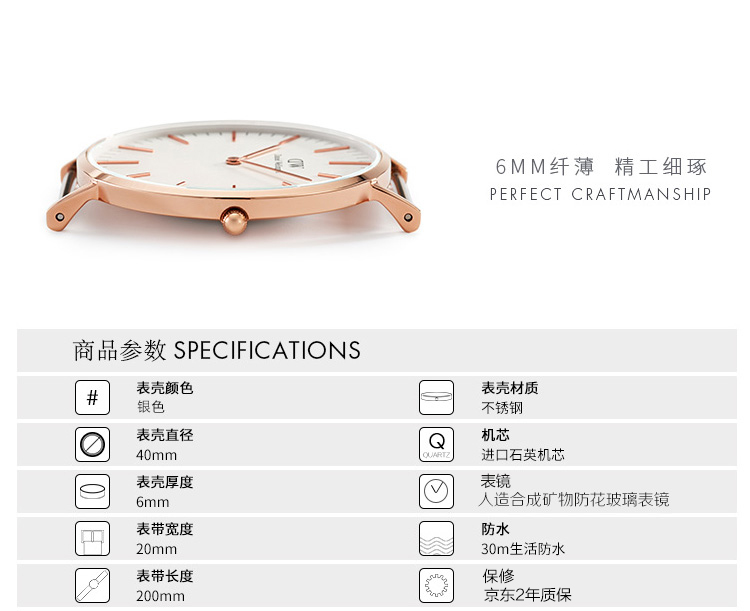 6MM纤薄 精工细琢
PERFECT CRAFTMANSHIP
商品参数 SPECIFICATIONS
# 表壳颜色
银色
表壳材质
不锈钢
表壳直径
40mm
Q 机芯
QUARTZ 进口石英机芯
表壳厚度
6mm
表镜
人造合成矿物防花玻璃表镜
表带宽度
20mm
防水
30m生活防水
表带长度
200mm
保修
京东2年质保